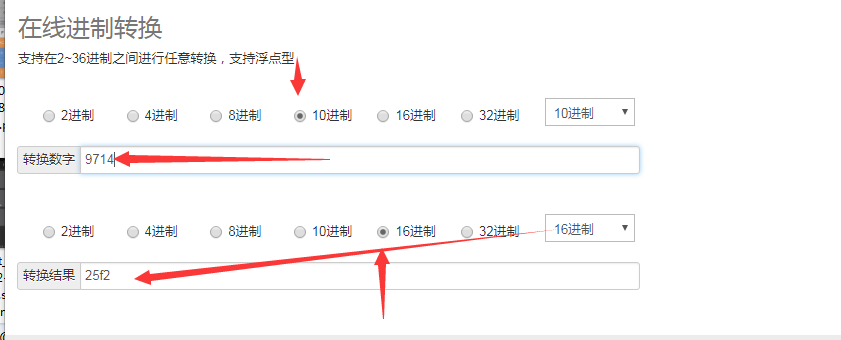 在线进制转换
支持在2~36进制之间进行任意转换，支持浮点型
2进制 4进制 8进制 10进制 16进制 32进制 10进制
转换数字 9714
2进制 4进制 8进制 10进制 16进制 32进制 16进制
转换结果 25f2